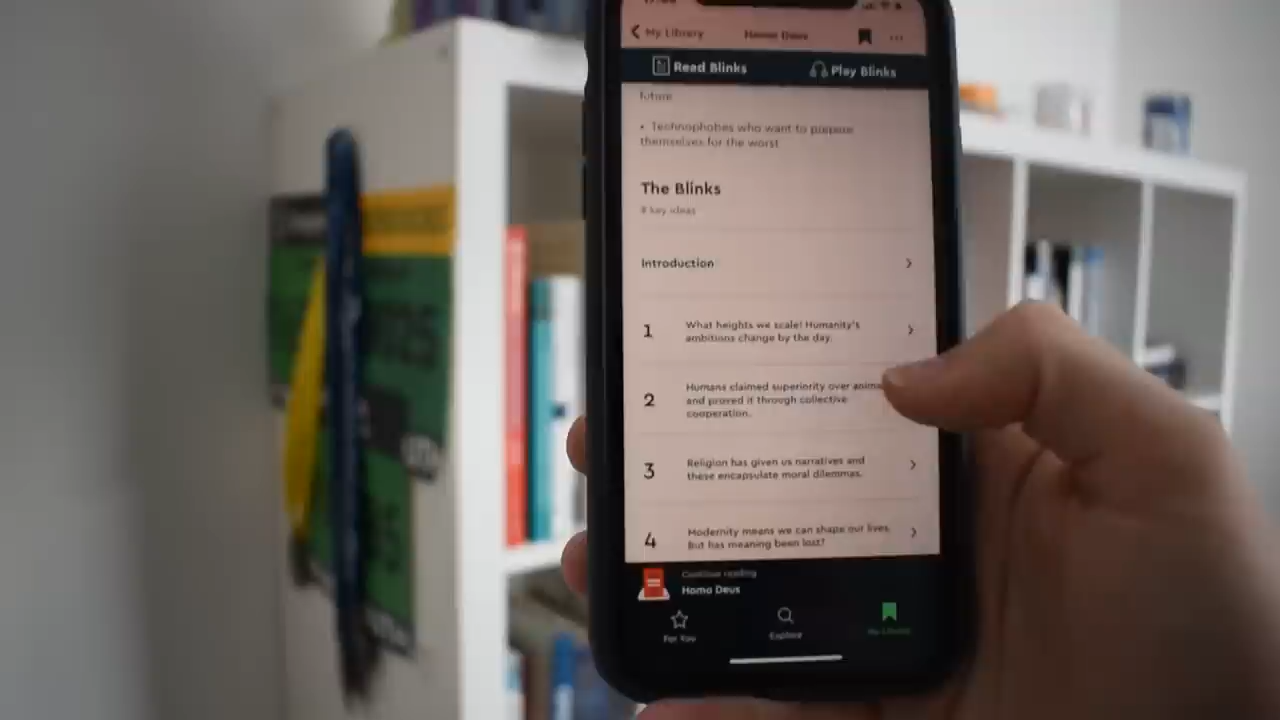 My Library
Homo Deus
Read Blinks
Play Blinks
future
• Technophobes who want to prepare
themselves for the worst
The Blinks
8 key ideas
Introduction
1
What heights we scale! Humanity's
ambitions change by the day.
2
Humans claimed superiority over anima
and proved it through collective
cooperation.
3
Religion has given us narratives and
these encapsulate moral dilemmas.
4
Modernity means we can shape our lives.
But has meaning been lost?
Continue reading
Homo Deus
For You
Explore
My Library